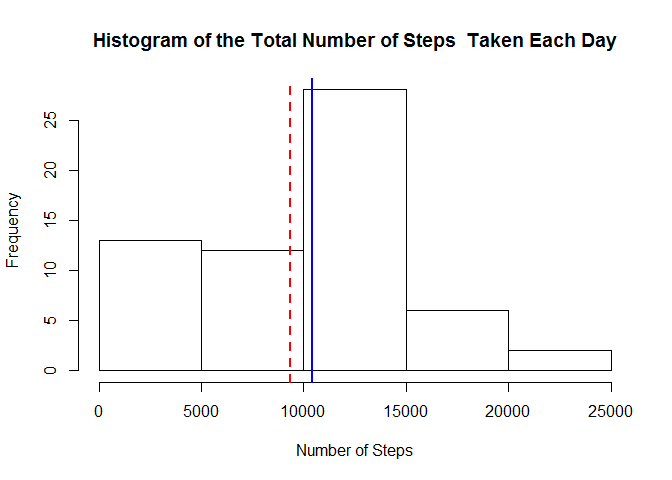 Histogram of the Total Number of Steps  Taken Each Day
Frequency
25
20
15
10
5
0
0 5000 10000 15000 20000 25000
Number of Steps